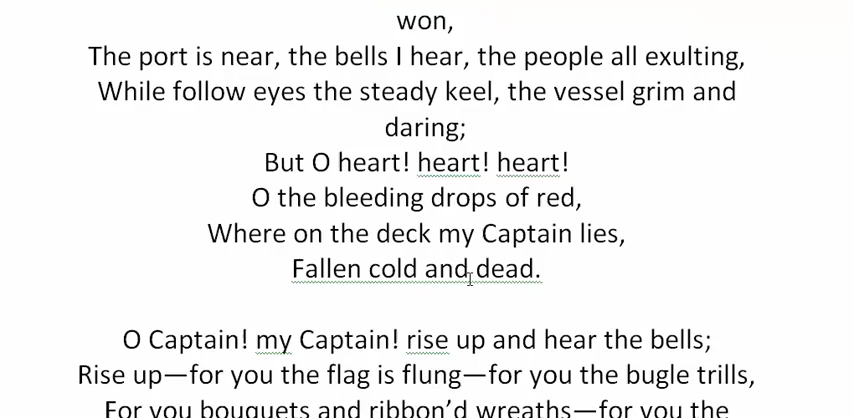 won,
The port is near, the bells I hear, the people all exulting,
While follow eyes the steady keel, the vessel grim and
daring;
But O heart! heart! heart!
O the bleeding drops of red,
Where on the deck my Captain lies,
Fallen cold and dead.
O Captain! my Captain! rise up and hear the bells;
Rise up—for you the flag is flung—for you the bugle trills,
For you bouquets and ribbon’d wreaths—for you the